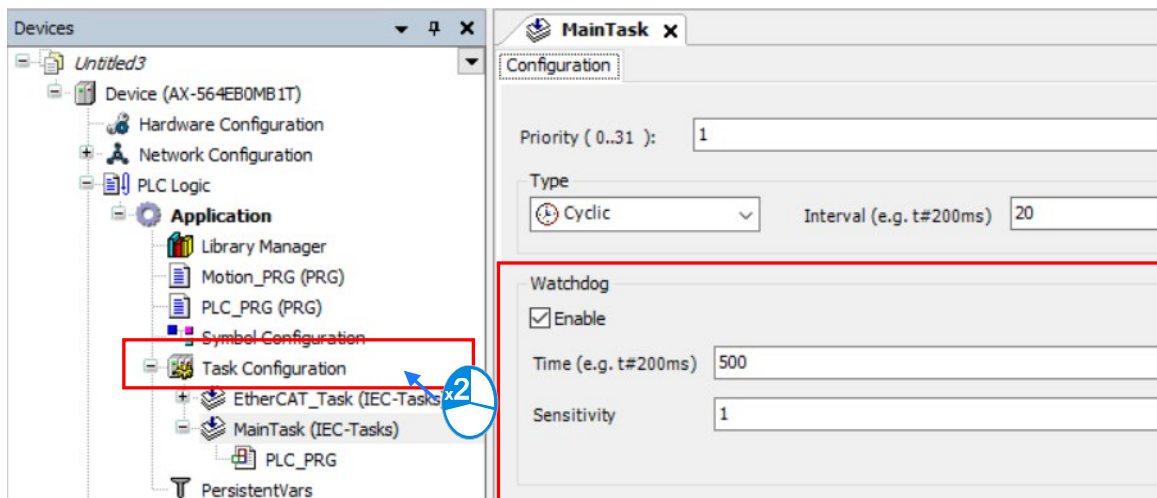 Devices
Untitled3
Device (AX-564EB0MB1T)
Hardware Configuration
Network Configuration
PLC Logic
Application
Library Manager
Motion_PRG (PRG)
PLC_PRG (PRG)
Symbol Configuration
Task Configuration
EtherCAT_Task (IEC-Tasks
MainTask (IEC-Tasks)
PLC_PRG
PersistentVars
x2
MainTask
Configuration
Priority ( 0..31 ): 1
Type
Cyclic Interval (e.g. t#200ms) 20
Watchdog
Enable
Time (e.g. t#200ms) 500
Sensitivity 1